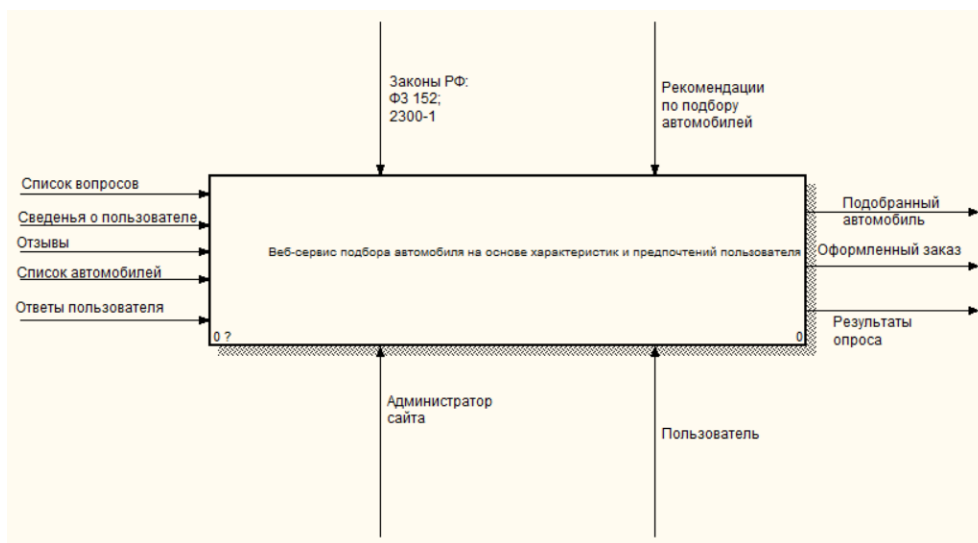 Законы РФ:
ФЗ 152;
2300-1
Рекомендации
по подбору
автомобилей
Список вопросов
Сведенья о пользователе
Отзывы
Список автомобилей
Ответы пользователя
Веб-сервис подбора автомобиля на основе характеристик и предпочтений пользователя
0 ?
0
Подобранный
автомобиль
Оформленный заказ
Результаты
опроса
Администратор
сайта
Пользователь